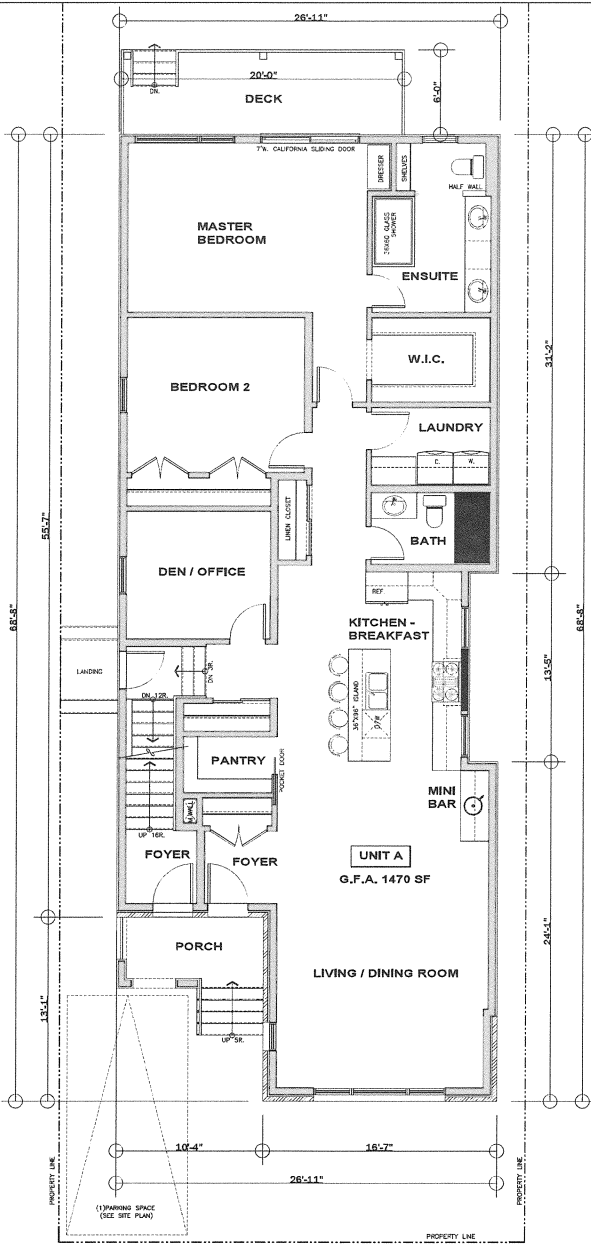 26'-11"
20'-0"
6'-0"
DN.
DECK
7'W. CALIFORNIA SLIDING DOOR
DRESSER
SHELVES
HALF WALL
MASTER
BEDROOM
36X60 GLASS
SHOWER
ENSUITE
31'-2"
W.I.C.
BEDROOM 2
LAUNDRY
C.
W.
LINEN CLOSET
BATH
55'-7"
68'-8"
68'-8"
DEN / OFFICE
REF.
KITCHEN -
BREAKFAST
LANDING
DN 3R.
36"X96" ISLAND
D/W
13'-5"
DN 12R.
PANTRY
POCKET DOOR
MINI
BAR
UP 16R.
FOYER
FOYER
UNIT A
G.F.A. 1470 SF
PORCH
LIVING / DINING ROOM
24'-1"
13'-1"
UP 5R.
10'-4"
16'-7"
26'-11"
PROPERTY LINE
PROPERTY LINE
(1)PARKING SPACE
(SEE SITE PLAN)
PROPERTY LINE